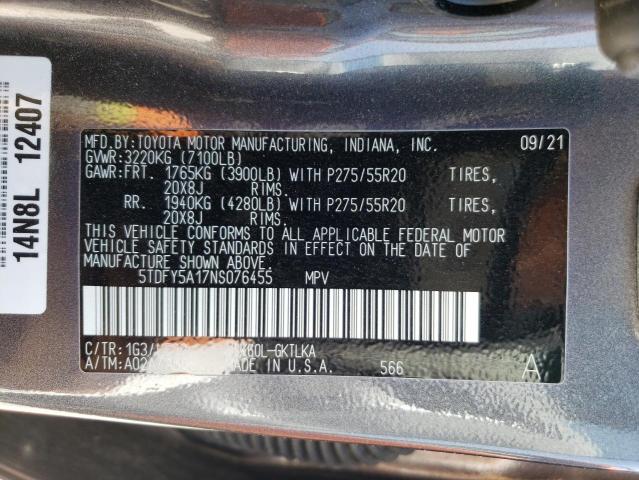 14N8L 12407
MFD.BY:TOYOTA MOTOR MANUFACTURING, INDIANA, INC. 09/21
GVWR:3220KG (7100LB)
GAWR:FRT. 1765KG (3900LB) WITH P275/55R20 TIRES,
20X8J RIMS.
RR. 1940KG (4280LB) WITH P275/55R20 TIRES,
20X8J RIMS.
THIS VEHICLE CONFORMS TO ALL APPLICABLE FEDERAL MOTOR
VEHICLE SAFETY STANDARDS IN EFFECT ON THE DATE OF
MANUFACTURE SHOWN ABOVE.
5TDFY5A17NS076455 MPV
C/TR:1G3/ 60L-GKTLKA
A/TM:A02 MADE IN U.S.A. 566 A